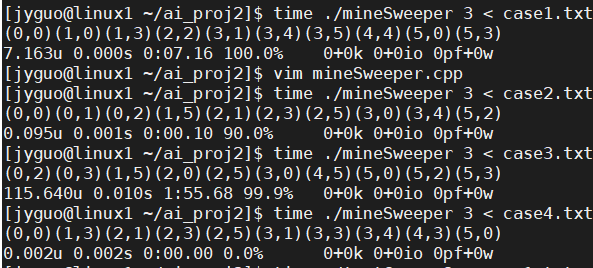 [jyguo@linux1 ~/ai_proj2]$ time ./mineSweeper 3 < case1.txt
(0,0)(1,0)(1,3)(2,2)(3,1)(3,4)(3,5)(4,4)(5,0)(5,3)
7.163u 0.000s 0:07.16 100.0%     0+0k 0+0io 0pf+0w
[jyguo@linux1 ~/ai_proj2]$ vim mineSweeper.cpp
[jyguo@linux1 ~/ai_proj2]$ time ./mineSweeper 3 < case2.txt
(0,0)(0,1)(0,2)(1,5)(2,1)(2,3)(2,5)(3,0)(3,4)(5,2)
0.095u 0.001s 0:00.10 90.0%     0+0k 0+0io 0pf+0w
[jyguo@linux1 ~/ai_proj2]$ time ./mineSweeper 3 < case3.txt
(0,2)(0,3)(1,5)(2,0)(2,5)(3,0)(4,5)(5,0)(5,2)(5,3)
115.640u 0.010s 1:55.68 99.9%   0+0k 0+0io 0pf+0w
[jyguo@linux1 ~/ai_proj2]$ time ./mineSweeper 3 < case4.txt
(0,0)(1,3)(2,1)(2,3)(2,5)(3,1)(3,3)(3,4)(4,3)(5,0)
0.002u 0.002s 0:00.00 0.0%      0+0k 0+0io 0pf+0w